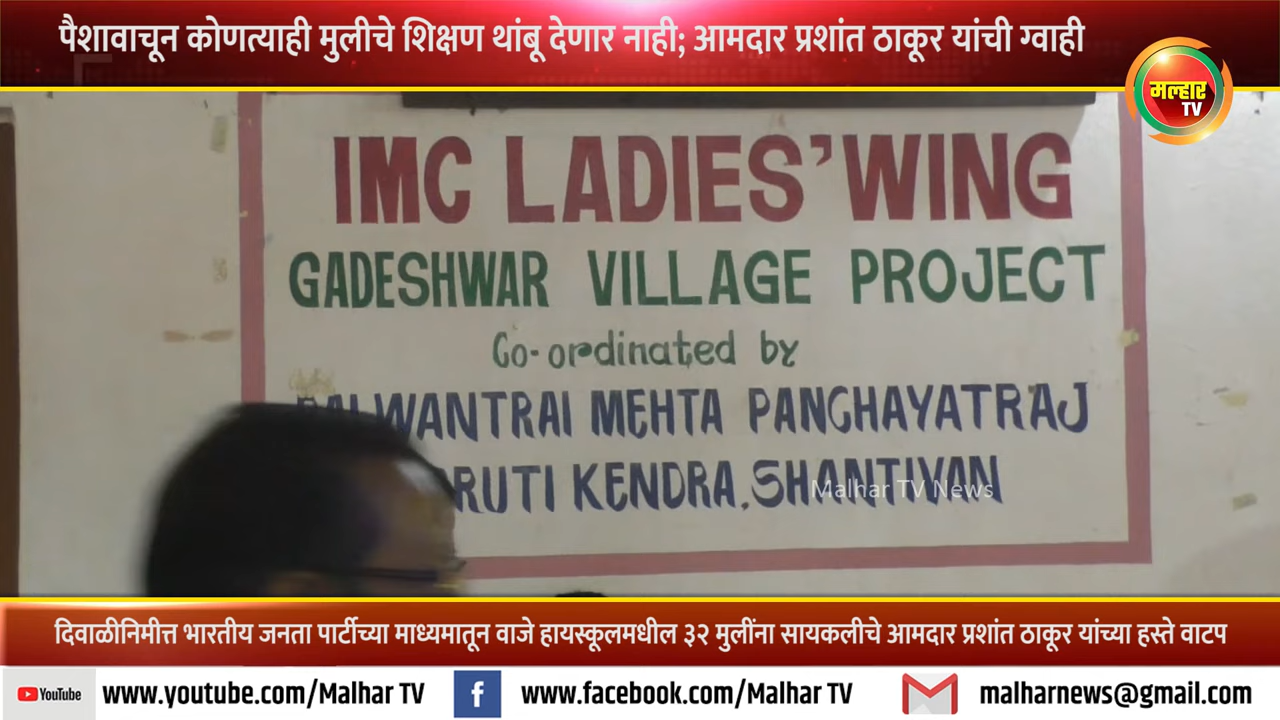 पैशावाचून कोणत्याही मुलीचे शिक्षण थांबू देणार नाही; आमदार प्रशांत ठाकूर यांची ग्वाही
मल्हार
TV
IMC LADIES' WING
GADESHWAR VILLAGE PROJECT
Co-ordinated by
MEHTA PANCHAYATRAJ
KENDRA, SHANTIVAN
Malhar TV News
दिवाळीनिमीत्त भारतीय जनता पार्टीच्या माध्यमातून वाजे हायस्कूलमधील ३२ मुलींना सायकलीचे आमदार प्रशांत ठाकूर यांच्या हस्ते वाटप
YouTube www.youtube.com/Malhar TV f www.facebook.com/Malhar TV malharnews@gmail.com